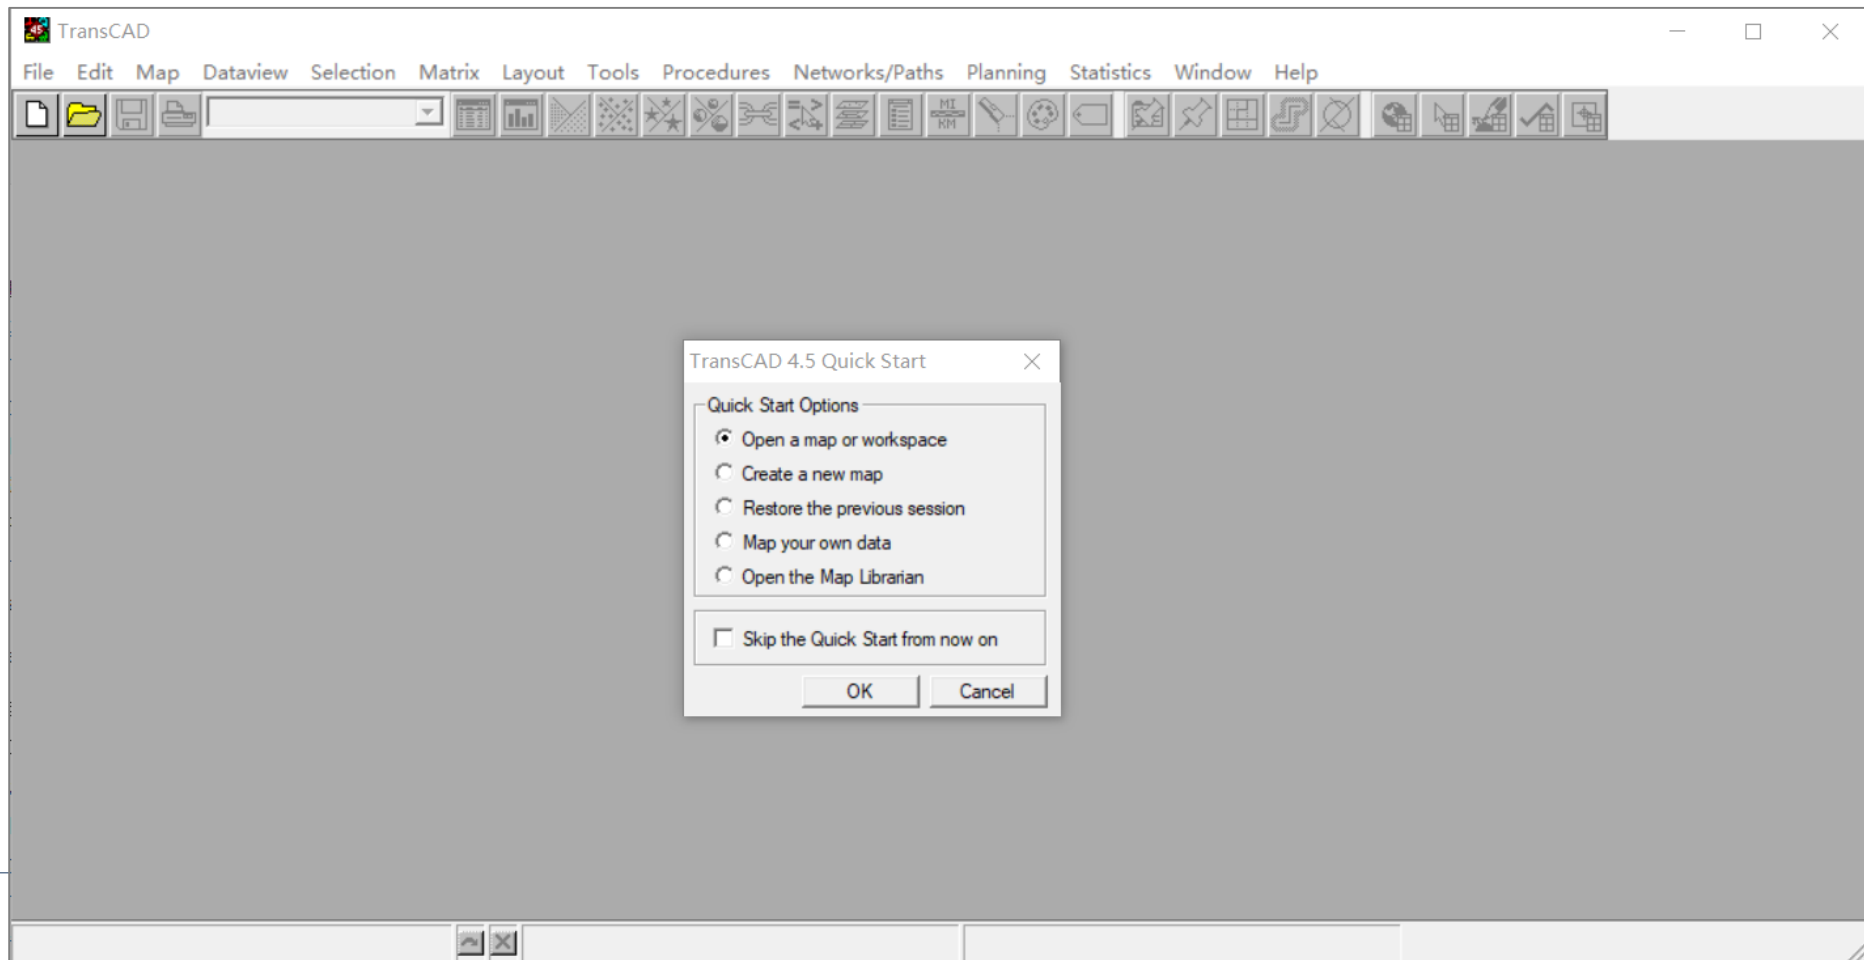 TransCAD
File Edit Map Dataview Selection Matrix Layout Tools Procedures Networks/Paths Planning Statistics Window Help
MI
KM
TransCAD 4.5 Quick Start
Quick Start Options
Open a map or workspace
Create a new map
Restore the previous session
Map your own data
Open the Map Librarian
Skip the Quick Start from now on
OK Cancel